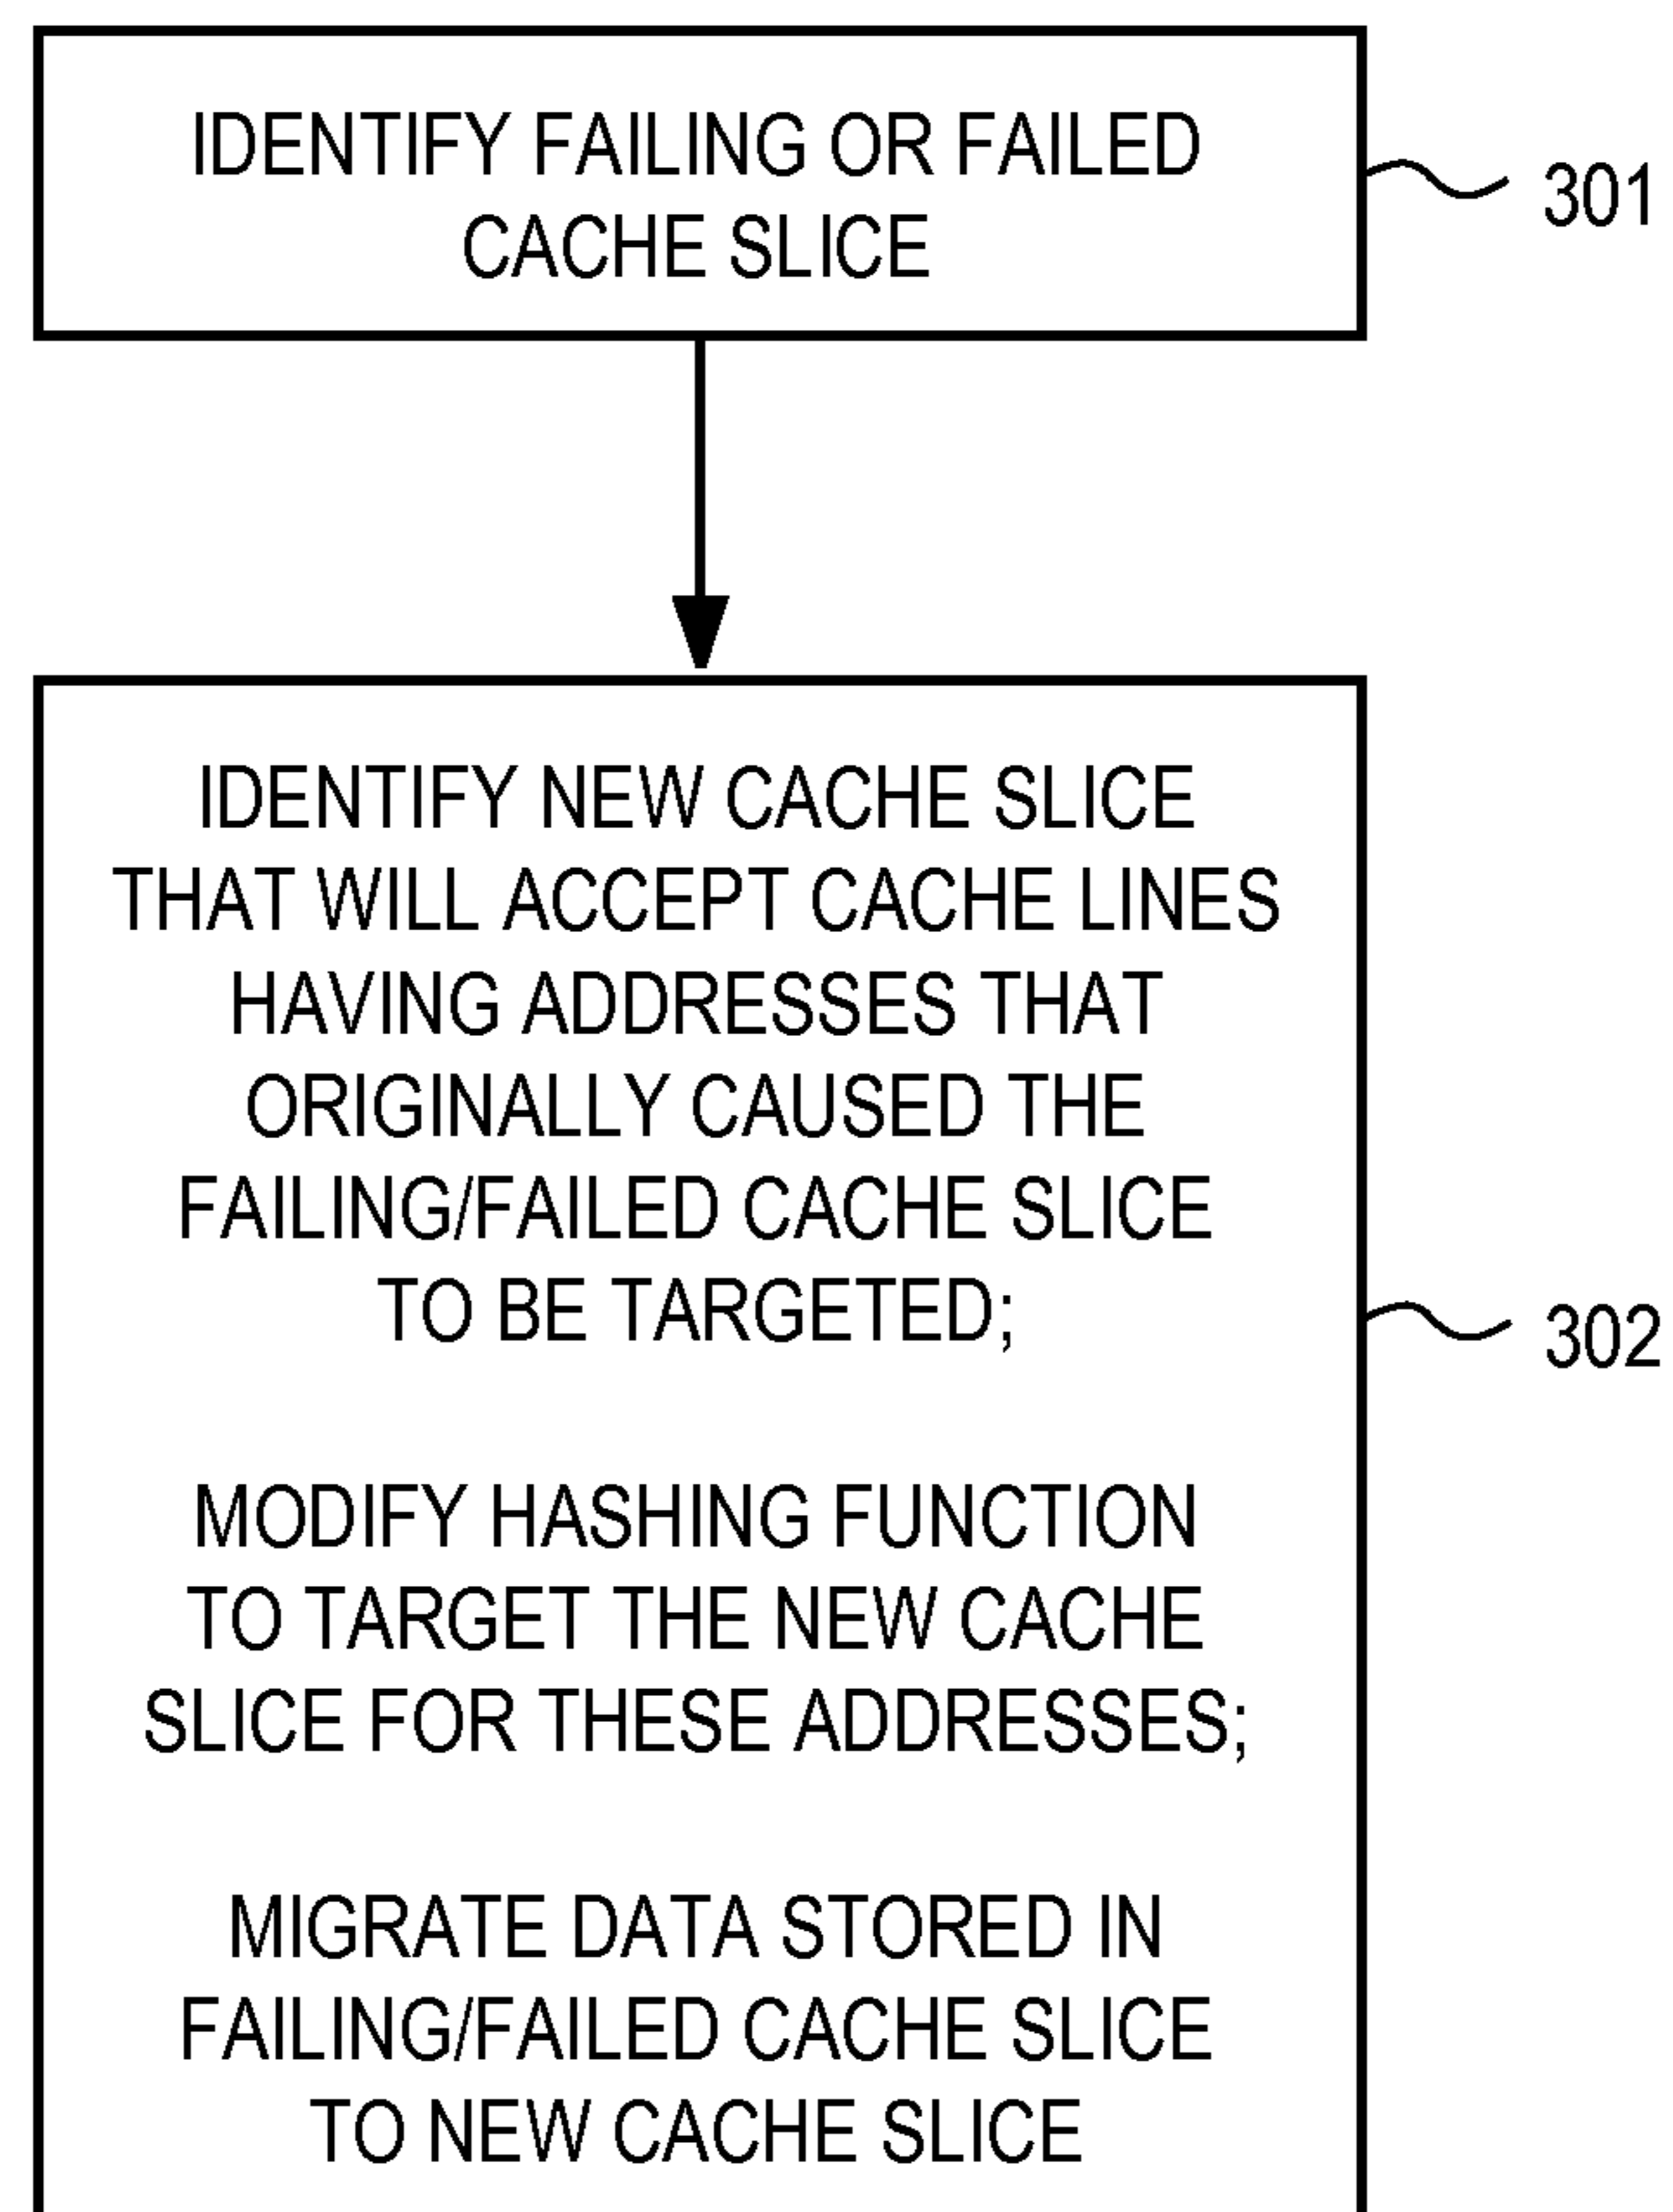 IDENTIFY FAILING OR FAILED
CACHE SLICE
301
IDENTIFY NEW CACHE SLICE
THAT WILL ACCEPT CACHE LINES
HAVING ADDRESSES THAT
ORIGINALLY CAUSED THE
FAILING/FAILED CACHE SLICE
TO BE TARGETED;
302
MODIFY HASHING FUNCTION
TO TARGET THE NEW CACHE
SLICE FOR THESE ADDRESSES;
MIGRATE DATA STORED IN
FAILING/FAILED CACHE SLICE
TO NEW CACHE SLICE